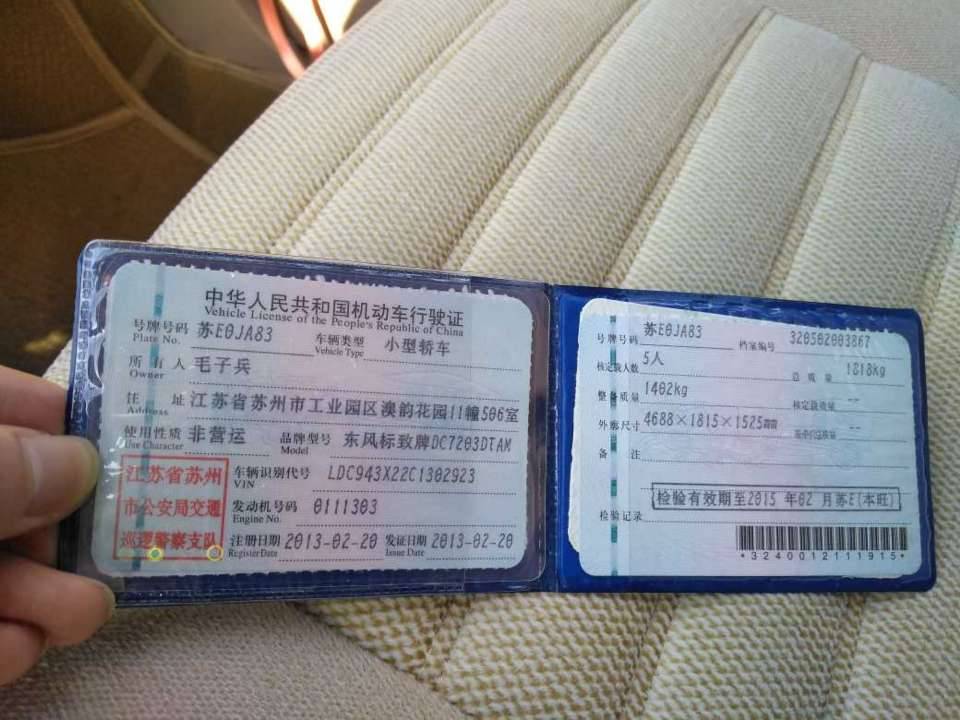 中华人民共和国机动车行驶证
Vehicle License of the People's Republic of China
号牌号码 苏E0JA83 车辆类型 小型轿车
Plate No. Vehicle Type
所有人 毛子兵
Owner
住址 江苏省苏州市工业园区澳韵花园11幢506室
Address
使用性质 非营运 品牌型号 东风标致牌DC7203DTAM
Use Character Model
江苏省苏州
市公安局交通
巡逻警察支队
车辆识别代号 LDC943X22C1302923
VIN
发动机号码 0111303
Engine No.
注册日期 2013-02-20 发证日期 2013-02-20
Register Date Issue Date
号牌号码 苏E0JA83 档案编号 320502003867
核定载人数 5人 总质量 1818kg
整备质量 1402kg 核定载质量 --
外廓尺寸 4688×1815×1525 --
备注
检验有效期至2015 年02 月苏E(本旺)
检验记录
*3240012111915*